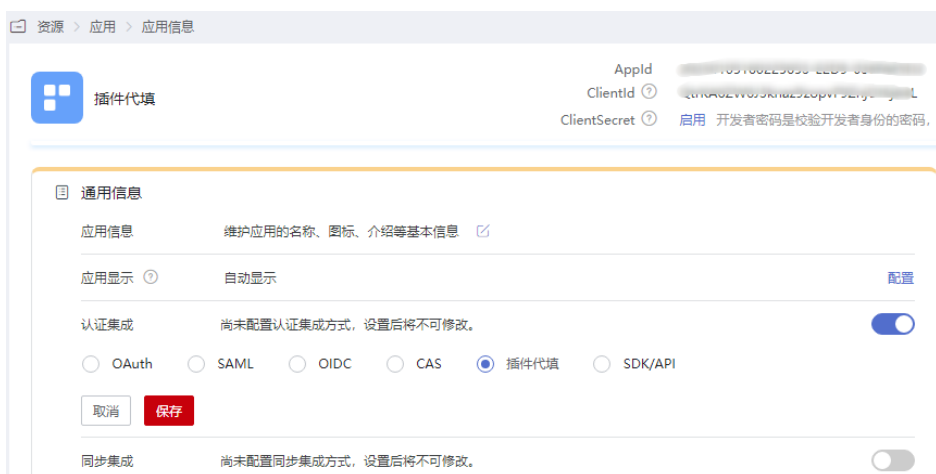 资源 > 应用 > 应用信息
插件代填
AppId
ClientId ?
ClientSecret ? 启用 开发者密码是校验开发者身份的密码,
通用信息
应用信息 维护应用的名称、图标、介绍等基本信息
应用显示 ? 自动显示 配置
认证集成 尚未配置认证集成方式，设置后将不可修改。
OAuth SAML OIDC CAS 插件代填 SDK/API
取消 保存
同步集成 尚未配置同步集成方式，设置后将不可修改。